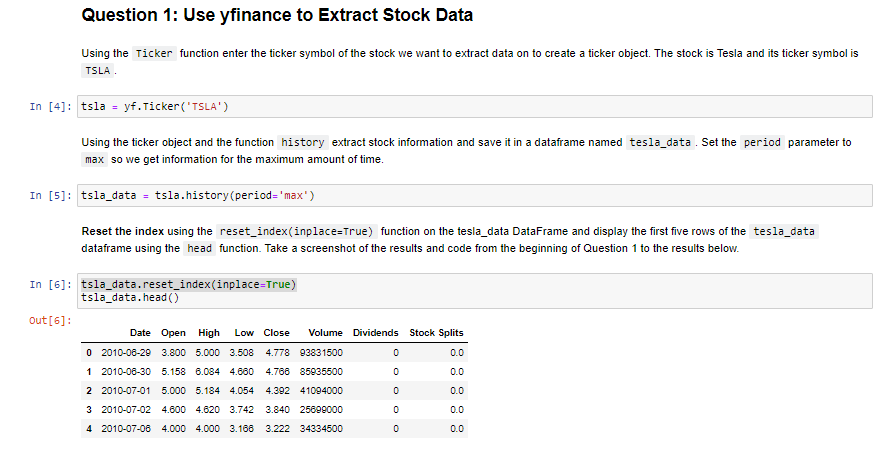 Question 1: Use yfinance to Extract Stock Data
Using the Ticker function enter the ticker symbol of the stock we want to extract data on to create a ticker object. The stock is Tesla and its ticker symbol is
TSLA .
In [4]: tsla = yf.Ticker('TSLA')
Using the ticker object and the function history extract stock information and save it in a dataframe named tesla_data . Set the period parameter to
max so we get information for the maximum amount of time.
In [5]: tsla_data = tsla.history(period='max')
Reset the index using the reset_index(inplace=True) function on the tesla_data DataFrame and display the first five rows of the tesla_data
dataframe using the head function. Take a screenshot of the results and code from the beginning of Question 1 to the results below.
In [6]: tsla_data.reset_index(inplace=True)
tsla_data.head()
Out[6]:
Date Open High Low Close Volume Dividends Stock Splits
0 2010-06-29 3.800 5.000 3.508 4.778 93831500 0 0.0
1 2010-06-30 5.158 6.084 4.660 4.766 85935500 0 0.0
2 2010-07-01 5.000 5.184 4.054 4.392 41094000 0 0.0
3 2010-07-02 4.600 4.620 3.742 3.840 25699000 0 0.0
4 2010-07-06 4.000 4.000 3.166 3.222 34334500 0 0.0